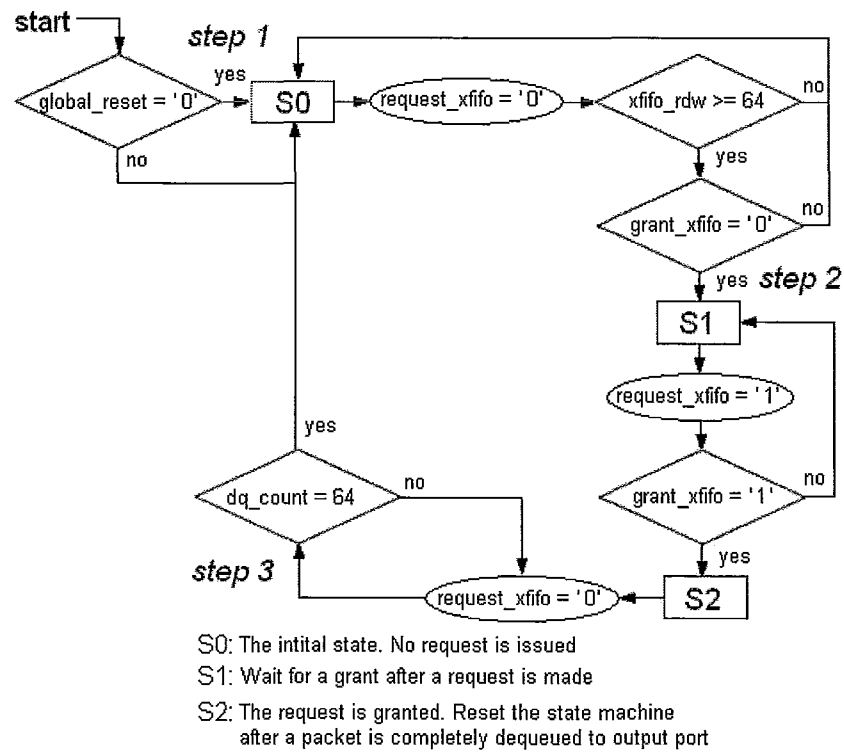 start
step 1
global_reset = '0'
yes
S0
request_xfifo = '0'
xfifo_rdw >= 64
no
no
yes
grant_xfifo = '0'
no
yes
step 2
S1
request_xfifo = '1'
yes
dq_count = 64
no
grant_xfifo = '1'
no
yes
step 3
request_xfifo = '0'
S2
S0: The intital state. No request is issued
S1: Wait for a grant after a request is made
S2: The request is granted. Reset the state machine
after a packet is completely dequeued to output port